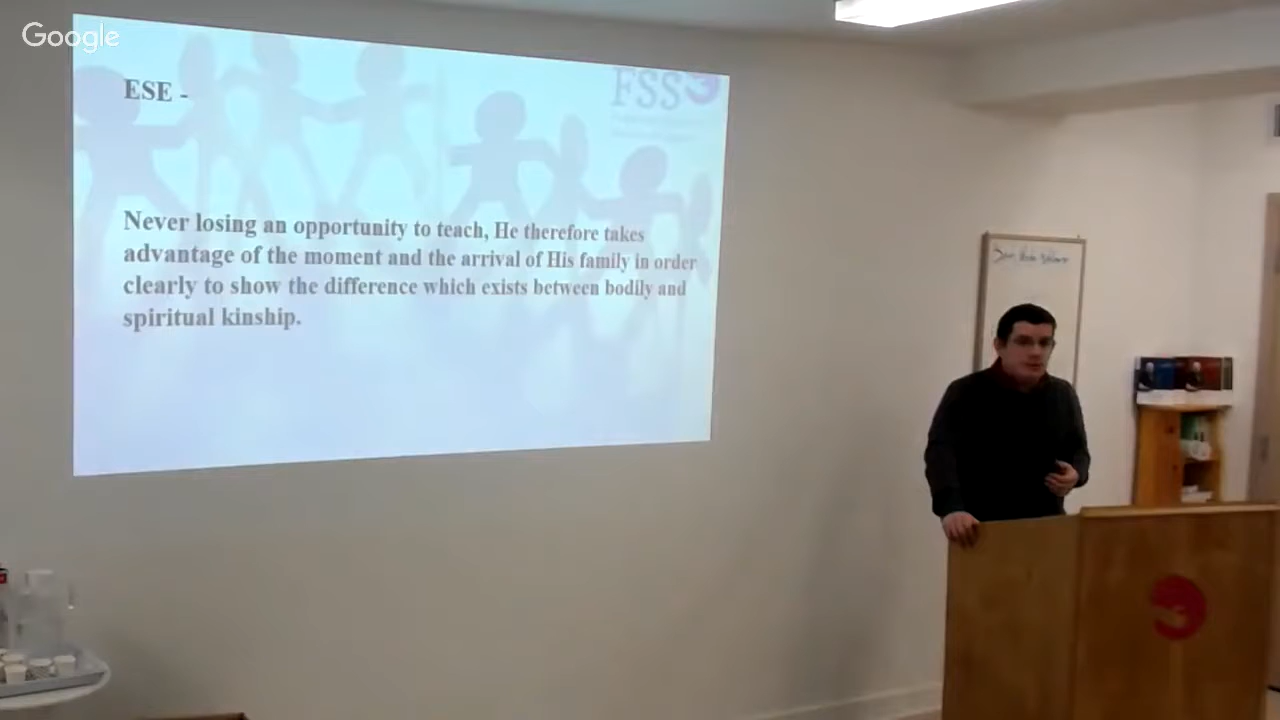 Google
FSS
ESE -
Never losing an opportunity to teach, He therefore takes
advantage of the moment and the arrival of His family in order
clearly to show the difference which exists between bodily and
spiritual kinship.